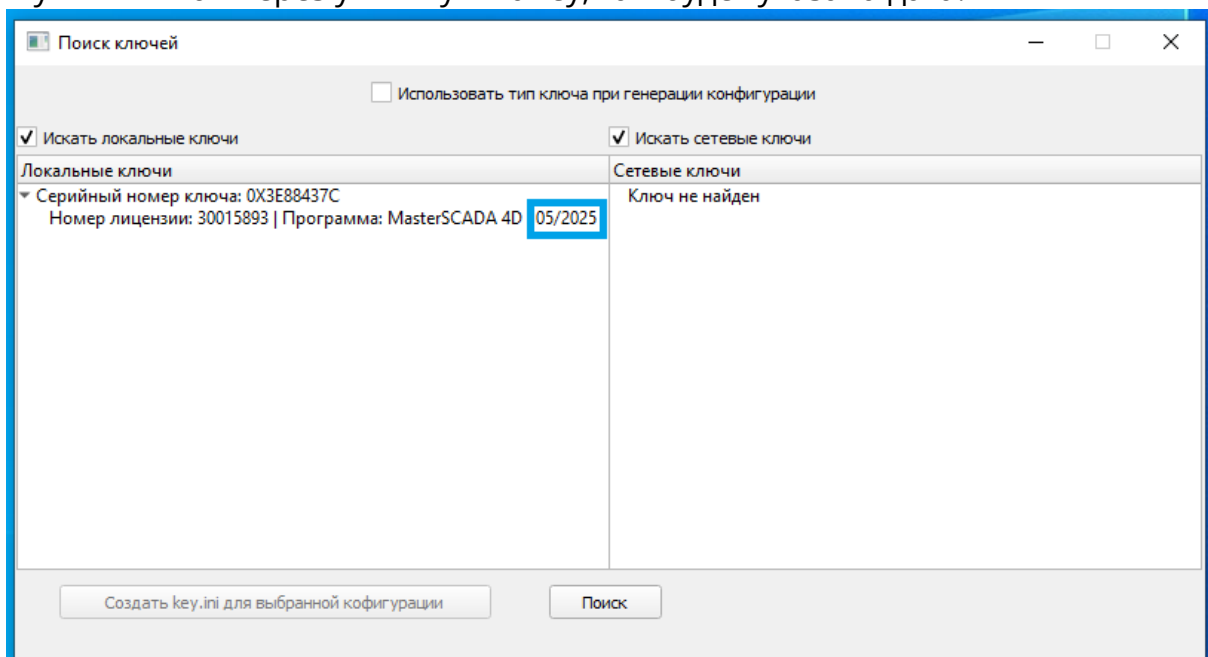 Поиск ключей
Использовать тип ключа при генерации конфигурации
Искать локальные ключи
Искать сетевые ключи
Локальные ключи
Сетевые ключи
Серийный номер ключа: 0X3E88437C
Ключ не найден
Номер лицензии: 30015893 | Программа: MasterSCADA 4D 05/2025
Создать key.ini для выбранной кофигурации
Поиск